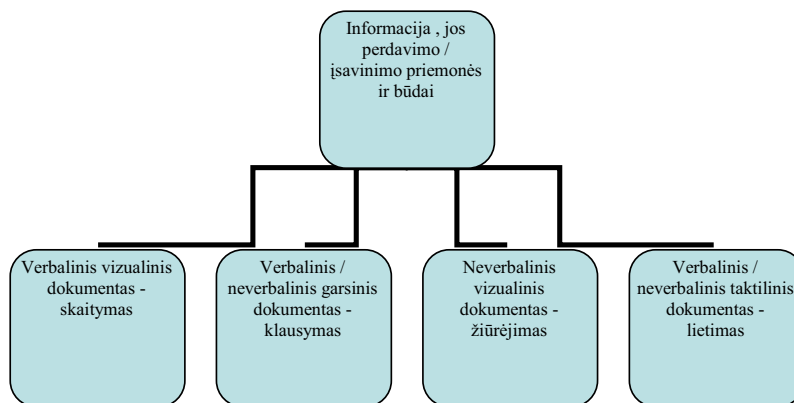 Informacija , jos
perdavimo /
įsavinimo priemonės
ir būdai
Verbalinis vizualinis
dokumentas -
skaitymas
Verbalinis /
neverbalinis garsinis
dokumentas -
klausymas
Neverbalinis
vizualinis
dokumentas -
žiūrėjimas
Verbalinis /
neverbalinis taktilinis
dokumentas -
lietimas